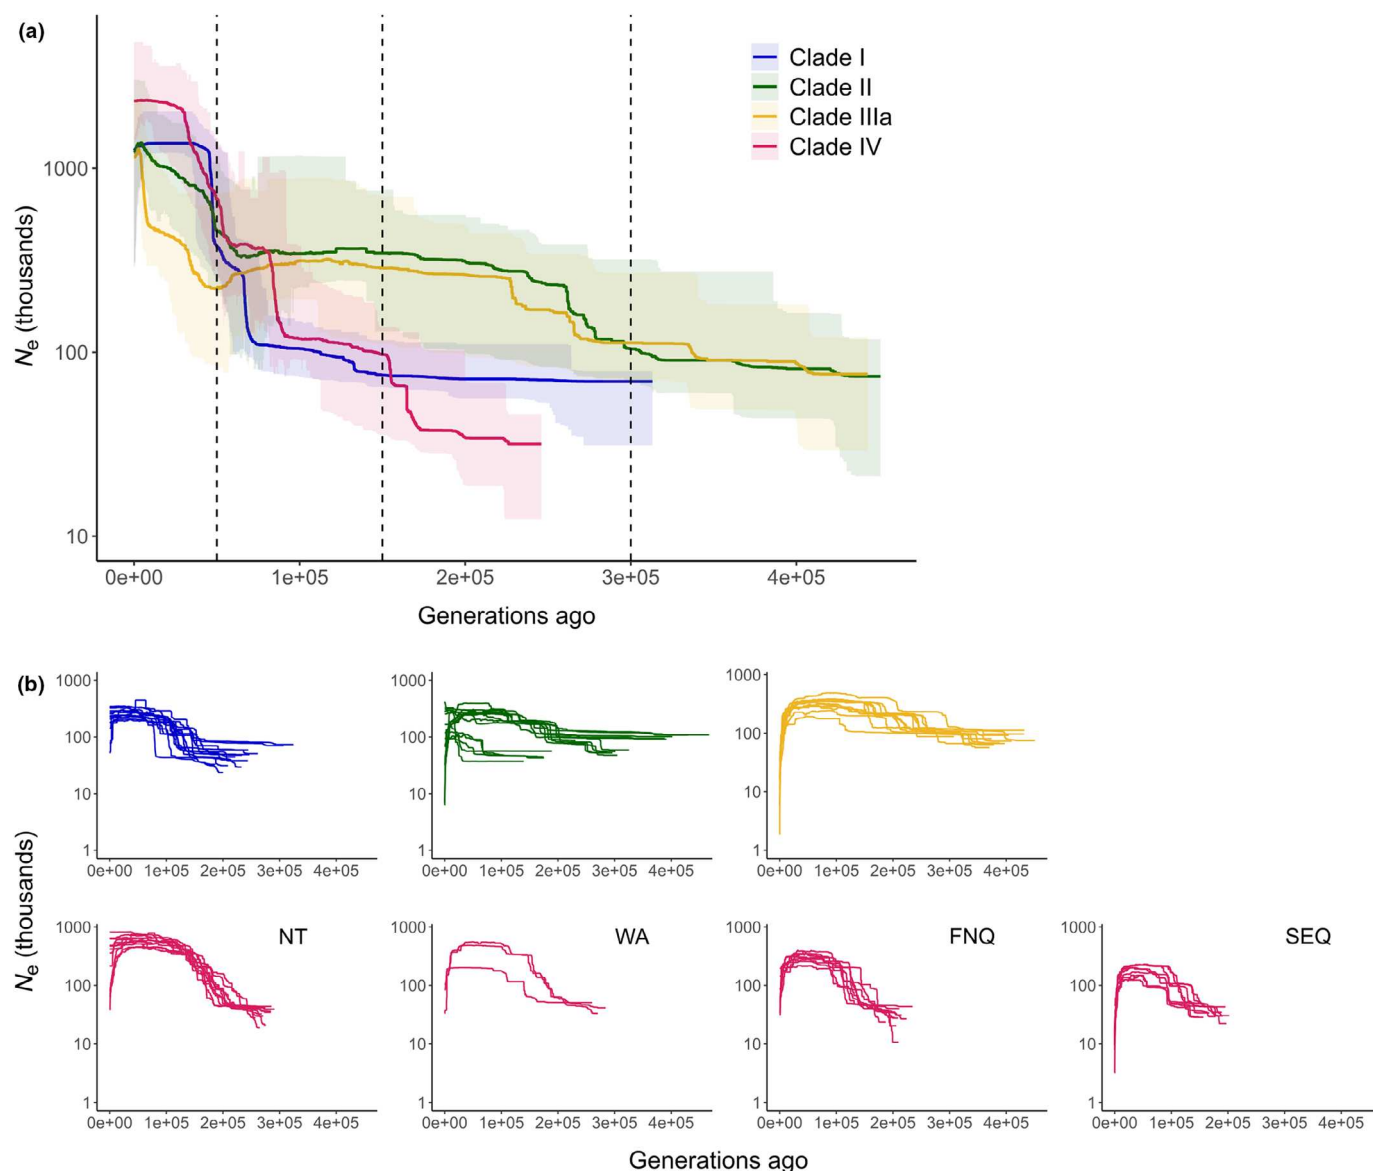 (a)
Clade I
Clade II
Clade IIIa
Clade IV
1000
100
10
Ne (thousands)
0e+00 1e+05 2e+05 3e+05 4e+05
Generations ago
(b)
1000 1000 1000
100 100 100
10 10 10
1 1 1
0e+00 1e+05 2e+05 3e+05 4e+05 0e+00 1e+05 2e+05 3e+05 4e+05 0e+00 1e+05 2e+05 3e+05 4e+05
Ne (thousands)
NT WA FNQ SEQ
1000 1000 1000 1000
100 100 100 100
10 10 10 10
1 1 1 1
0e+00 1e+05 2e+05 3e+05 4e+05 0e+00 1e+05 2e+05 3e+05 4e+05 0e+00 1e+05 2e+05 3e+05 4e+05 0e+00 1e+05 2e+05 3e+05 4e+05
Generations ago